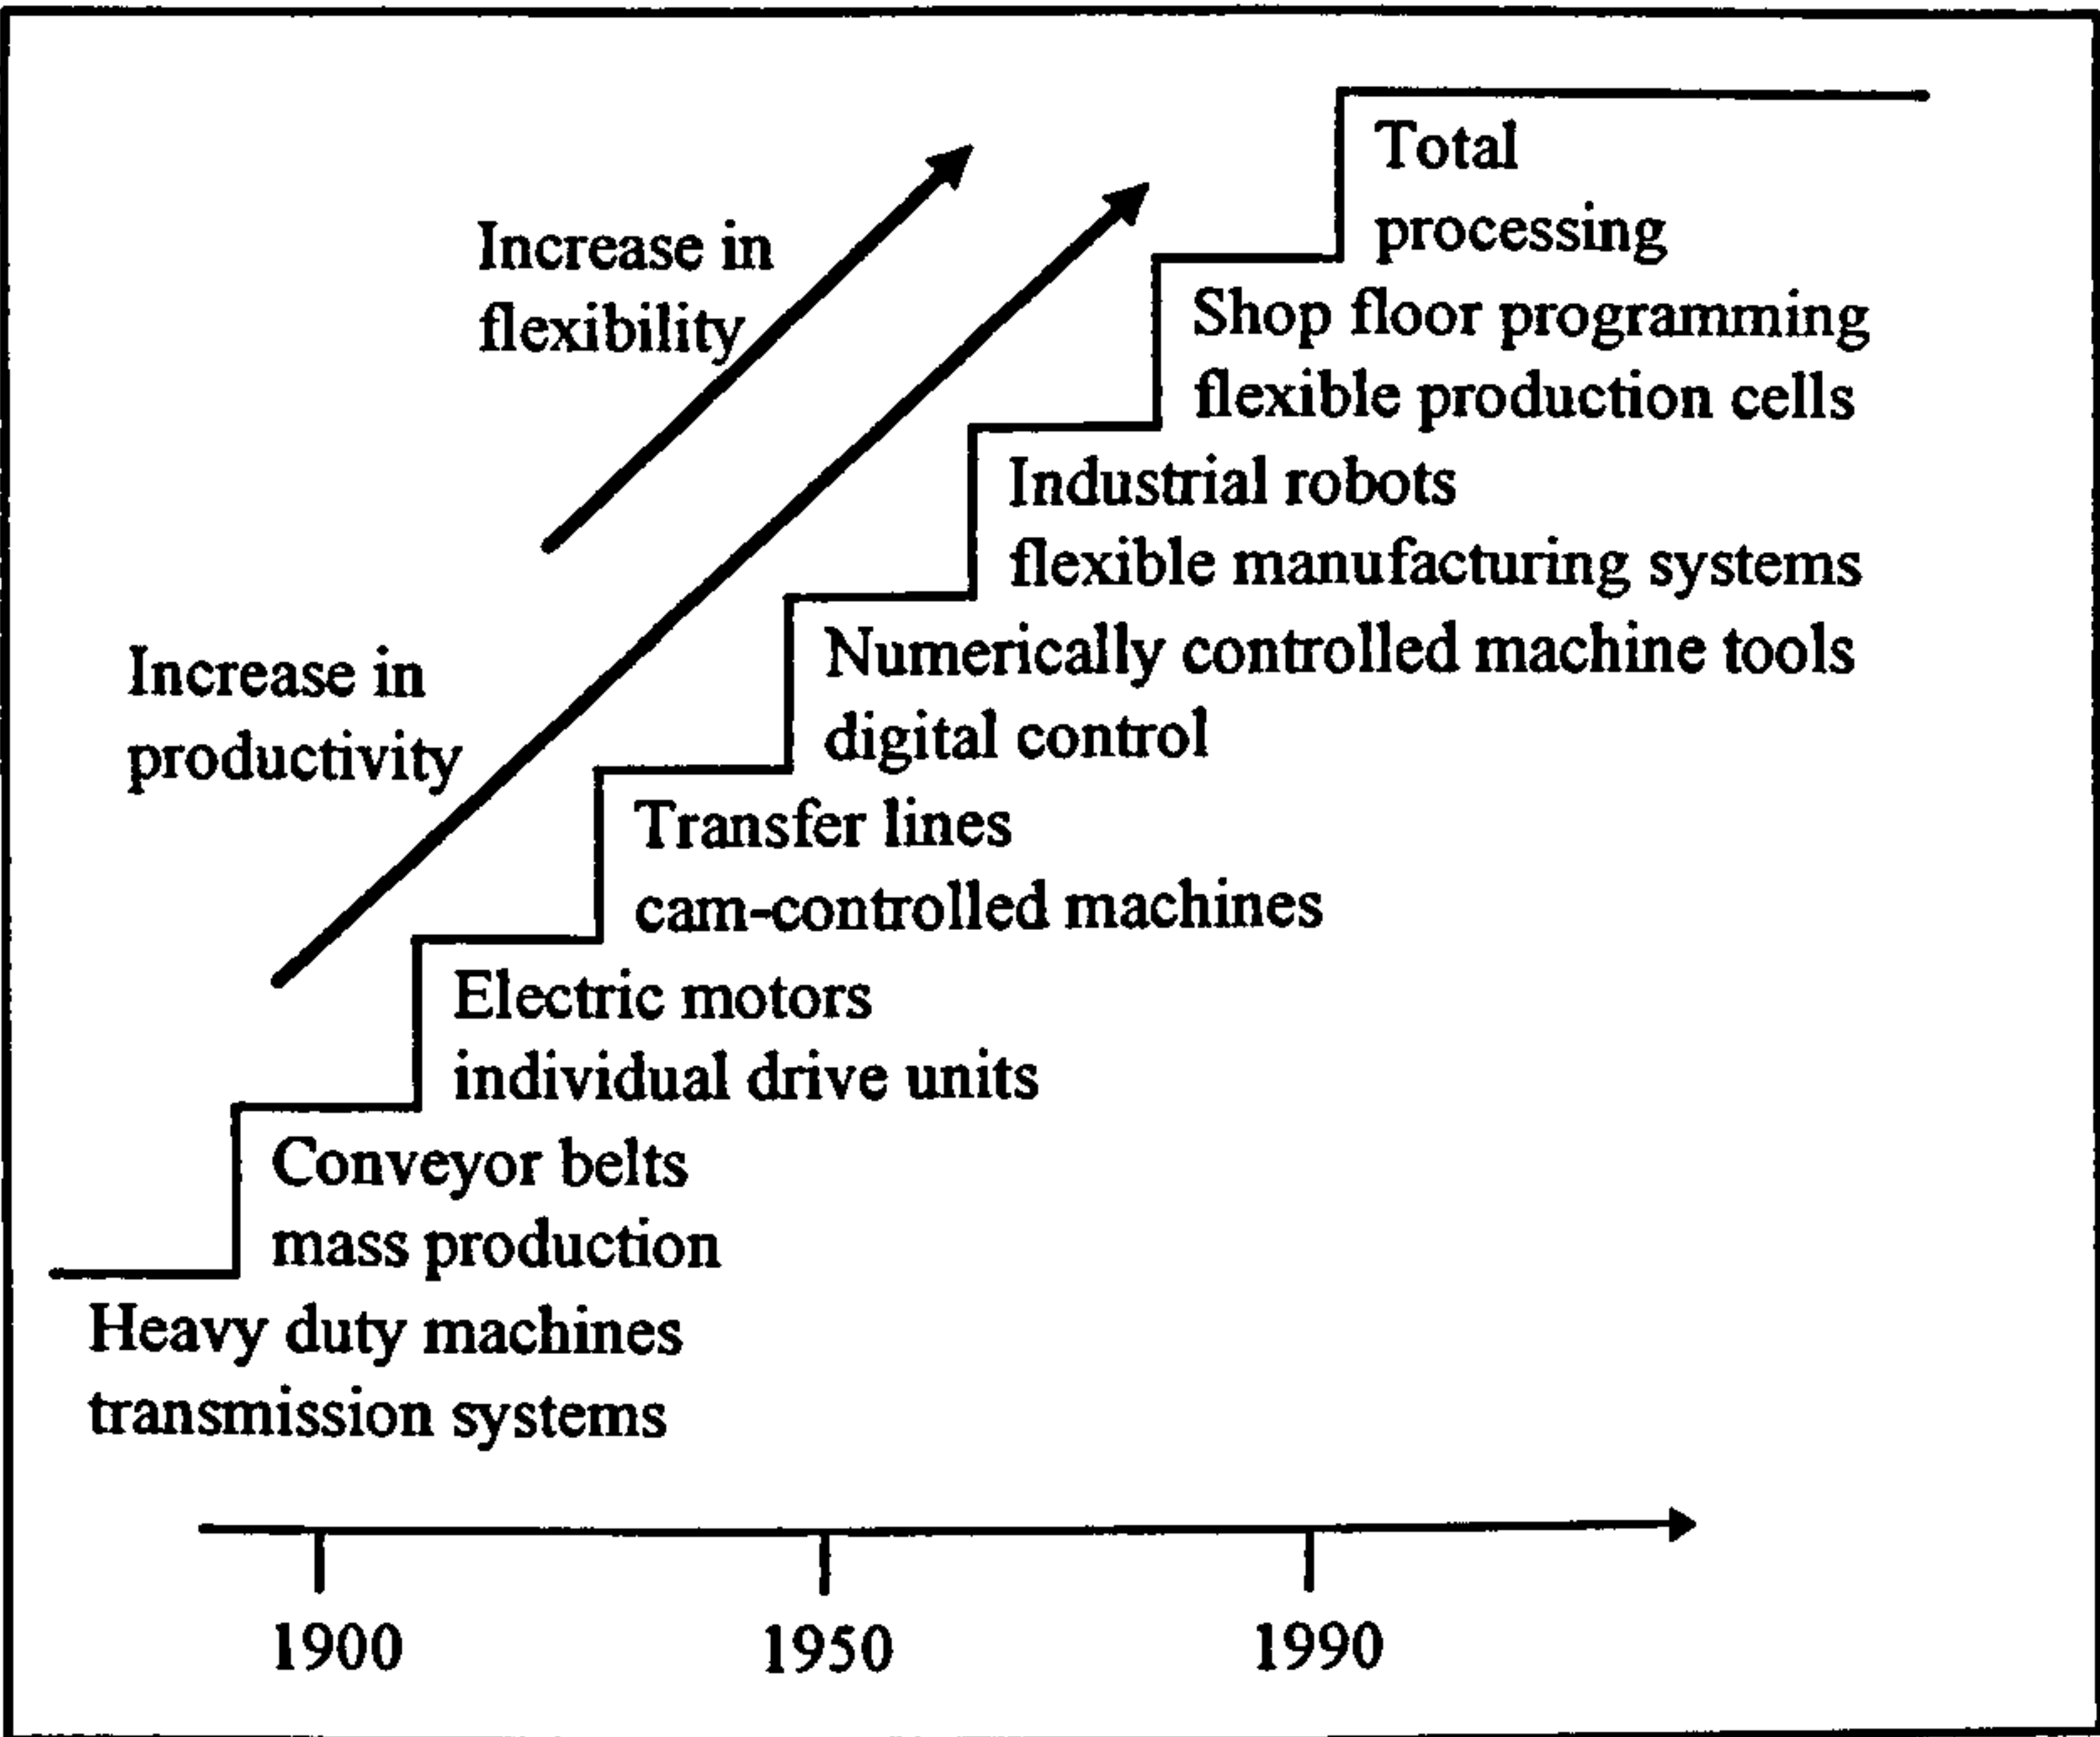 Total
processing
Increase in
flexibility
Shop floor programming
flexible production cells
Industrial robots
flexible manufacturing systems
Numerically controlled machine tools
digital control
Increase in
productivity
Transfer lines
cam-controlled machines
Electric motors
individual drive units
Conveyor belts
mass production
Heavy duty machines
transmission systems
1900
1950
1990